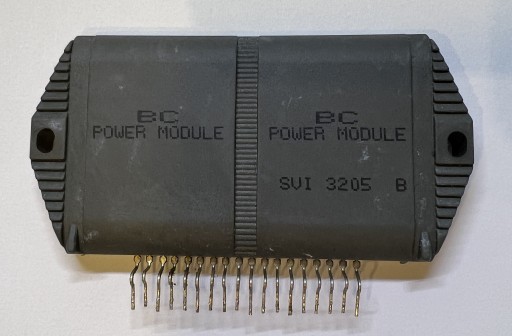 BC
POWER MODULE
BC
POWER MODULE
SVI 3205 B